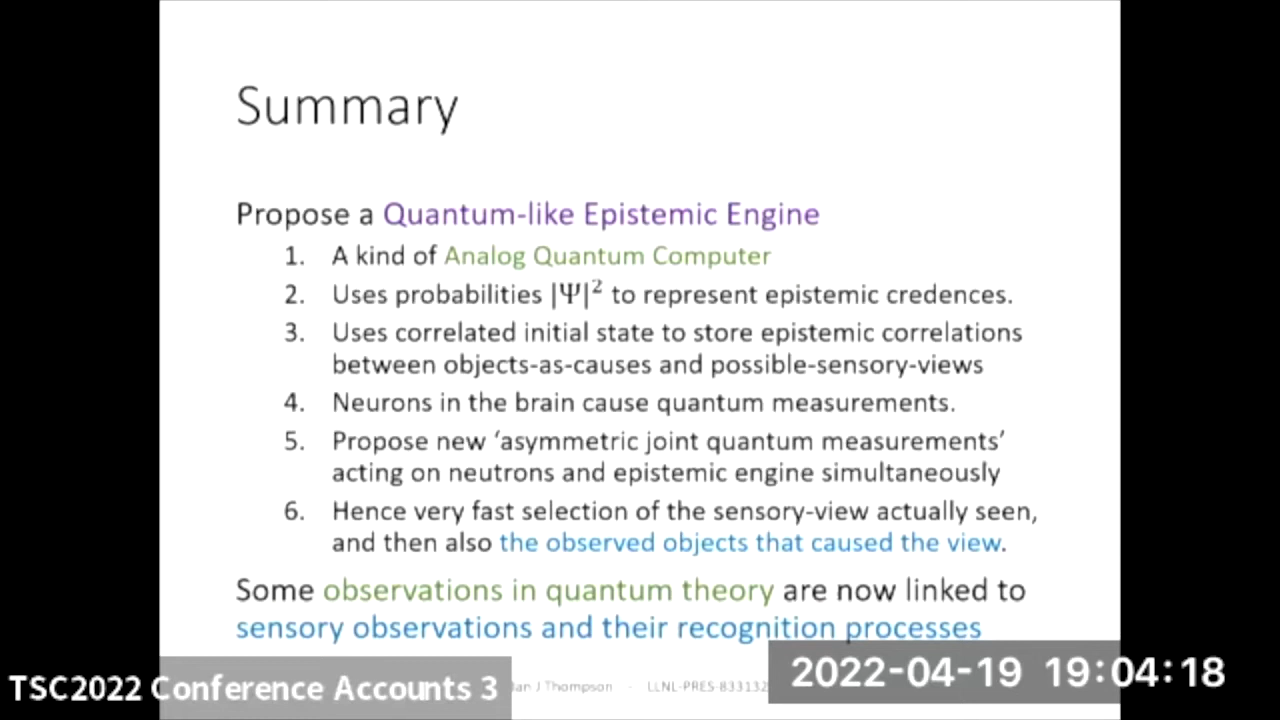 Summary
Propose a Quantum-like Epistemic Engine
1. A kind of Analog Quantum Computer
2. Uses probabilities |Ψ|² to represent epistemic credences.
3. Uses correlated initial state to store epistemic correlations
between objects-as-causes and possible-sensory-views
4. Neurons in the brain cause quantum measurements.
5. Propose new ‘asymmetric joint quantum measurements’
acting on neutrons and epistemic engine simultaneously
6. Hence very fast selection of the sensory-view actually seen,
and then also the observed objects that caused the view.
Some observations in quantum theory are now linked to
sensory observations and their recognition processes
TSC2022 Conference Accounts 3
Ian J Thompson - LLNL-PRES-833132
2022-04-19 19:04:18